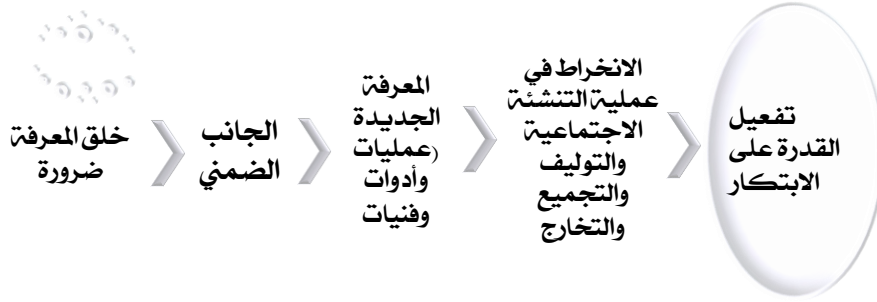 خلق المعرفة
ضرورة
الجانب
الضمني
المعرفة
الجديدة
(عمليات
وأدوات
وفنيات
الانخراط في
عملية التنشئة
الاجتماعية
والتوليف
والتجميع
والتخارج
تفعيل
القدرة على
الابتكار